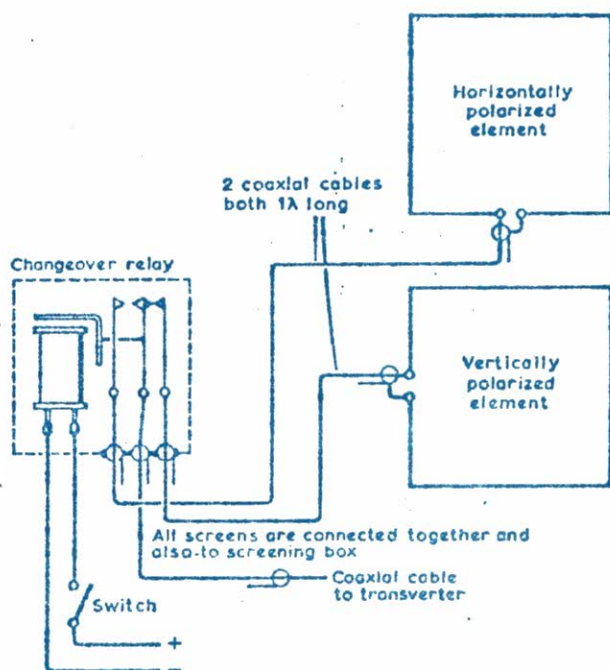 Horizontally
polarized
element
2 coaxial cables
both 1λ long
Changeover relay
Vertically
polarized
element
All screens are connected together and
also to screening box
Coaxial cable
to transverter
Switch
+
−